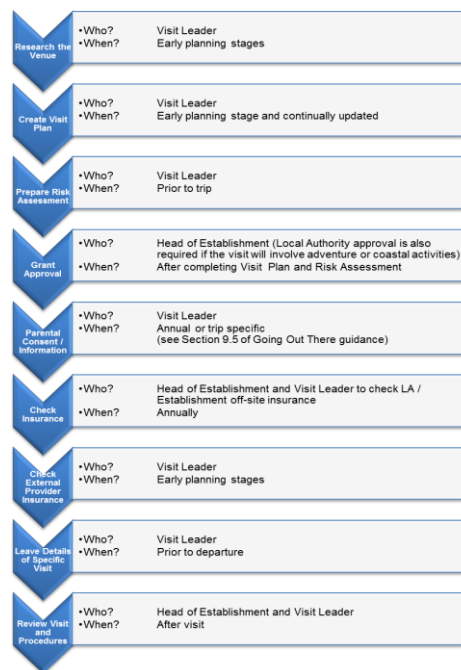 Research the
Venue
•Who? Visit Leader
•When? Early planning stages
Create Visit
Plan
•Who? Visit Leader
•When? Early planning stage and continually updated
Prepare Risk
Assessment
•Who? Visit Leader
•When? Prior to trip
Grant
Approval
•Who? Head of Establishment (Local Authority approval is also
required if the visit will involve adventure or coastal activities)
•When? After completing Visit Plan and Risk Assessment
Parental
Consent /
Information
•Who? Visit Leader
•When? Annual or trip specific
(see Section 9.5 of Going Out There guidance)
Check
Insurance
•Who? Head of Establishment and Visit Leader to check LA /
Establishment off-site insurance
•When? Annually
Check
External
Provider
Insurance
•Who? Visit Leader
•When? Early planning stages
Leave Details
of Specific
Visit
•Who? Visit Leader
•When? Prior to departure
Review Visit
and
Procedures
•Who? Head of Establishment and Visit Leader
•When? After visit